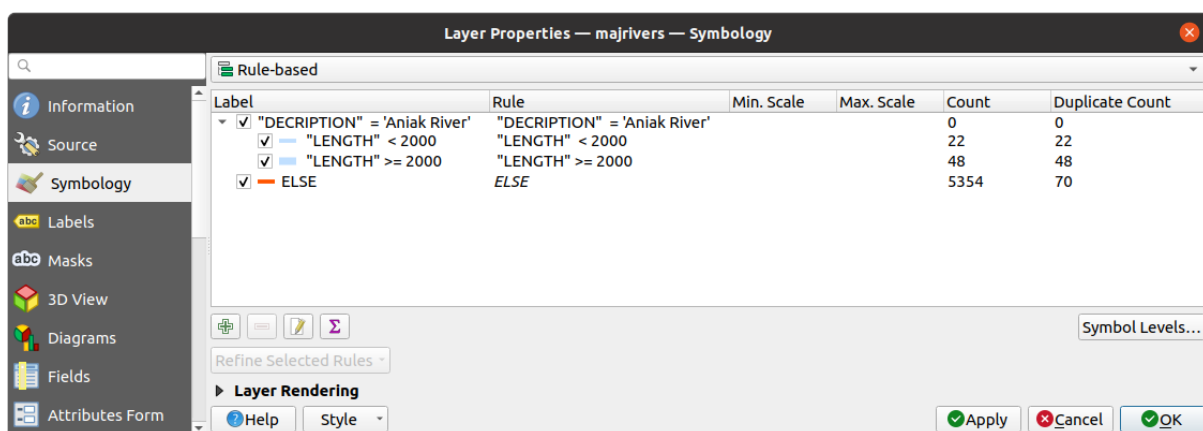 Layer Properties — majrivers — Symbology
Rule-based
Information
Source
Symbology
abc Labels
abc Masks
3D View
Diagrams
Fields
Attributes Form
Label Rule Min. Scale Max. Scale Count Duplicate Count
"DECRIPTION" = 'Aniak River' "DECRIPTION" = 'Aniak River' 0 0
"LENGTH" < 2000 "LENGTH" < 2000 22 22
"LENGTH" >= 2000 "LENGTH" >= 2000 48 48
ELSE ELSE 5354 70
Σ
Symbol Levels...
Refine Selected Rules
Layer Rendering
Help Style Apply Cancel OK